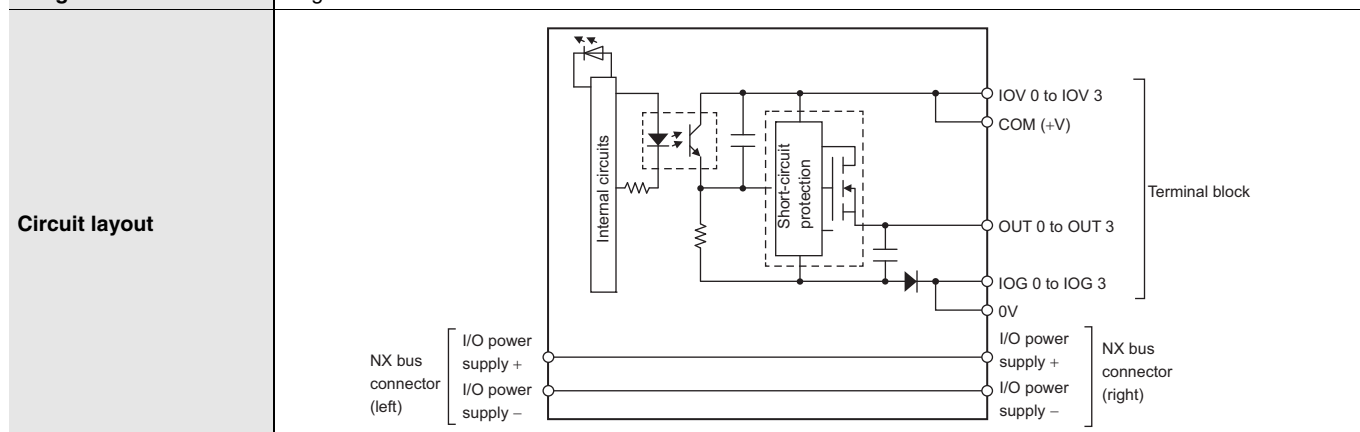 Circuit layout
Internal circuits
Short-circuit
protection
IOV 0 to IOV 3
COM (+V)
OUT 0 to OUT 3
IOG 0 to IOG 3
0V
Terminal block
NX bus
connector
(left)
I/O power
supply +
I/O power
supply −
I/O power
supply +
I/O power
supply −
NX bus
connector
(right)